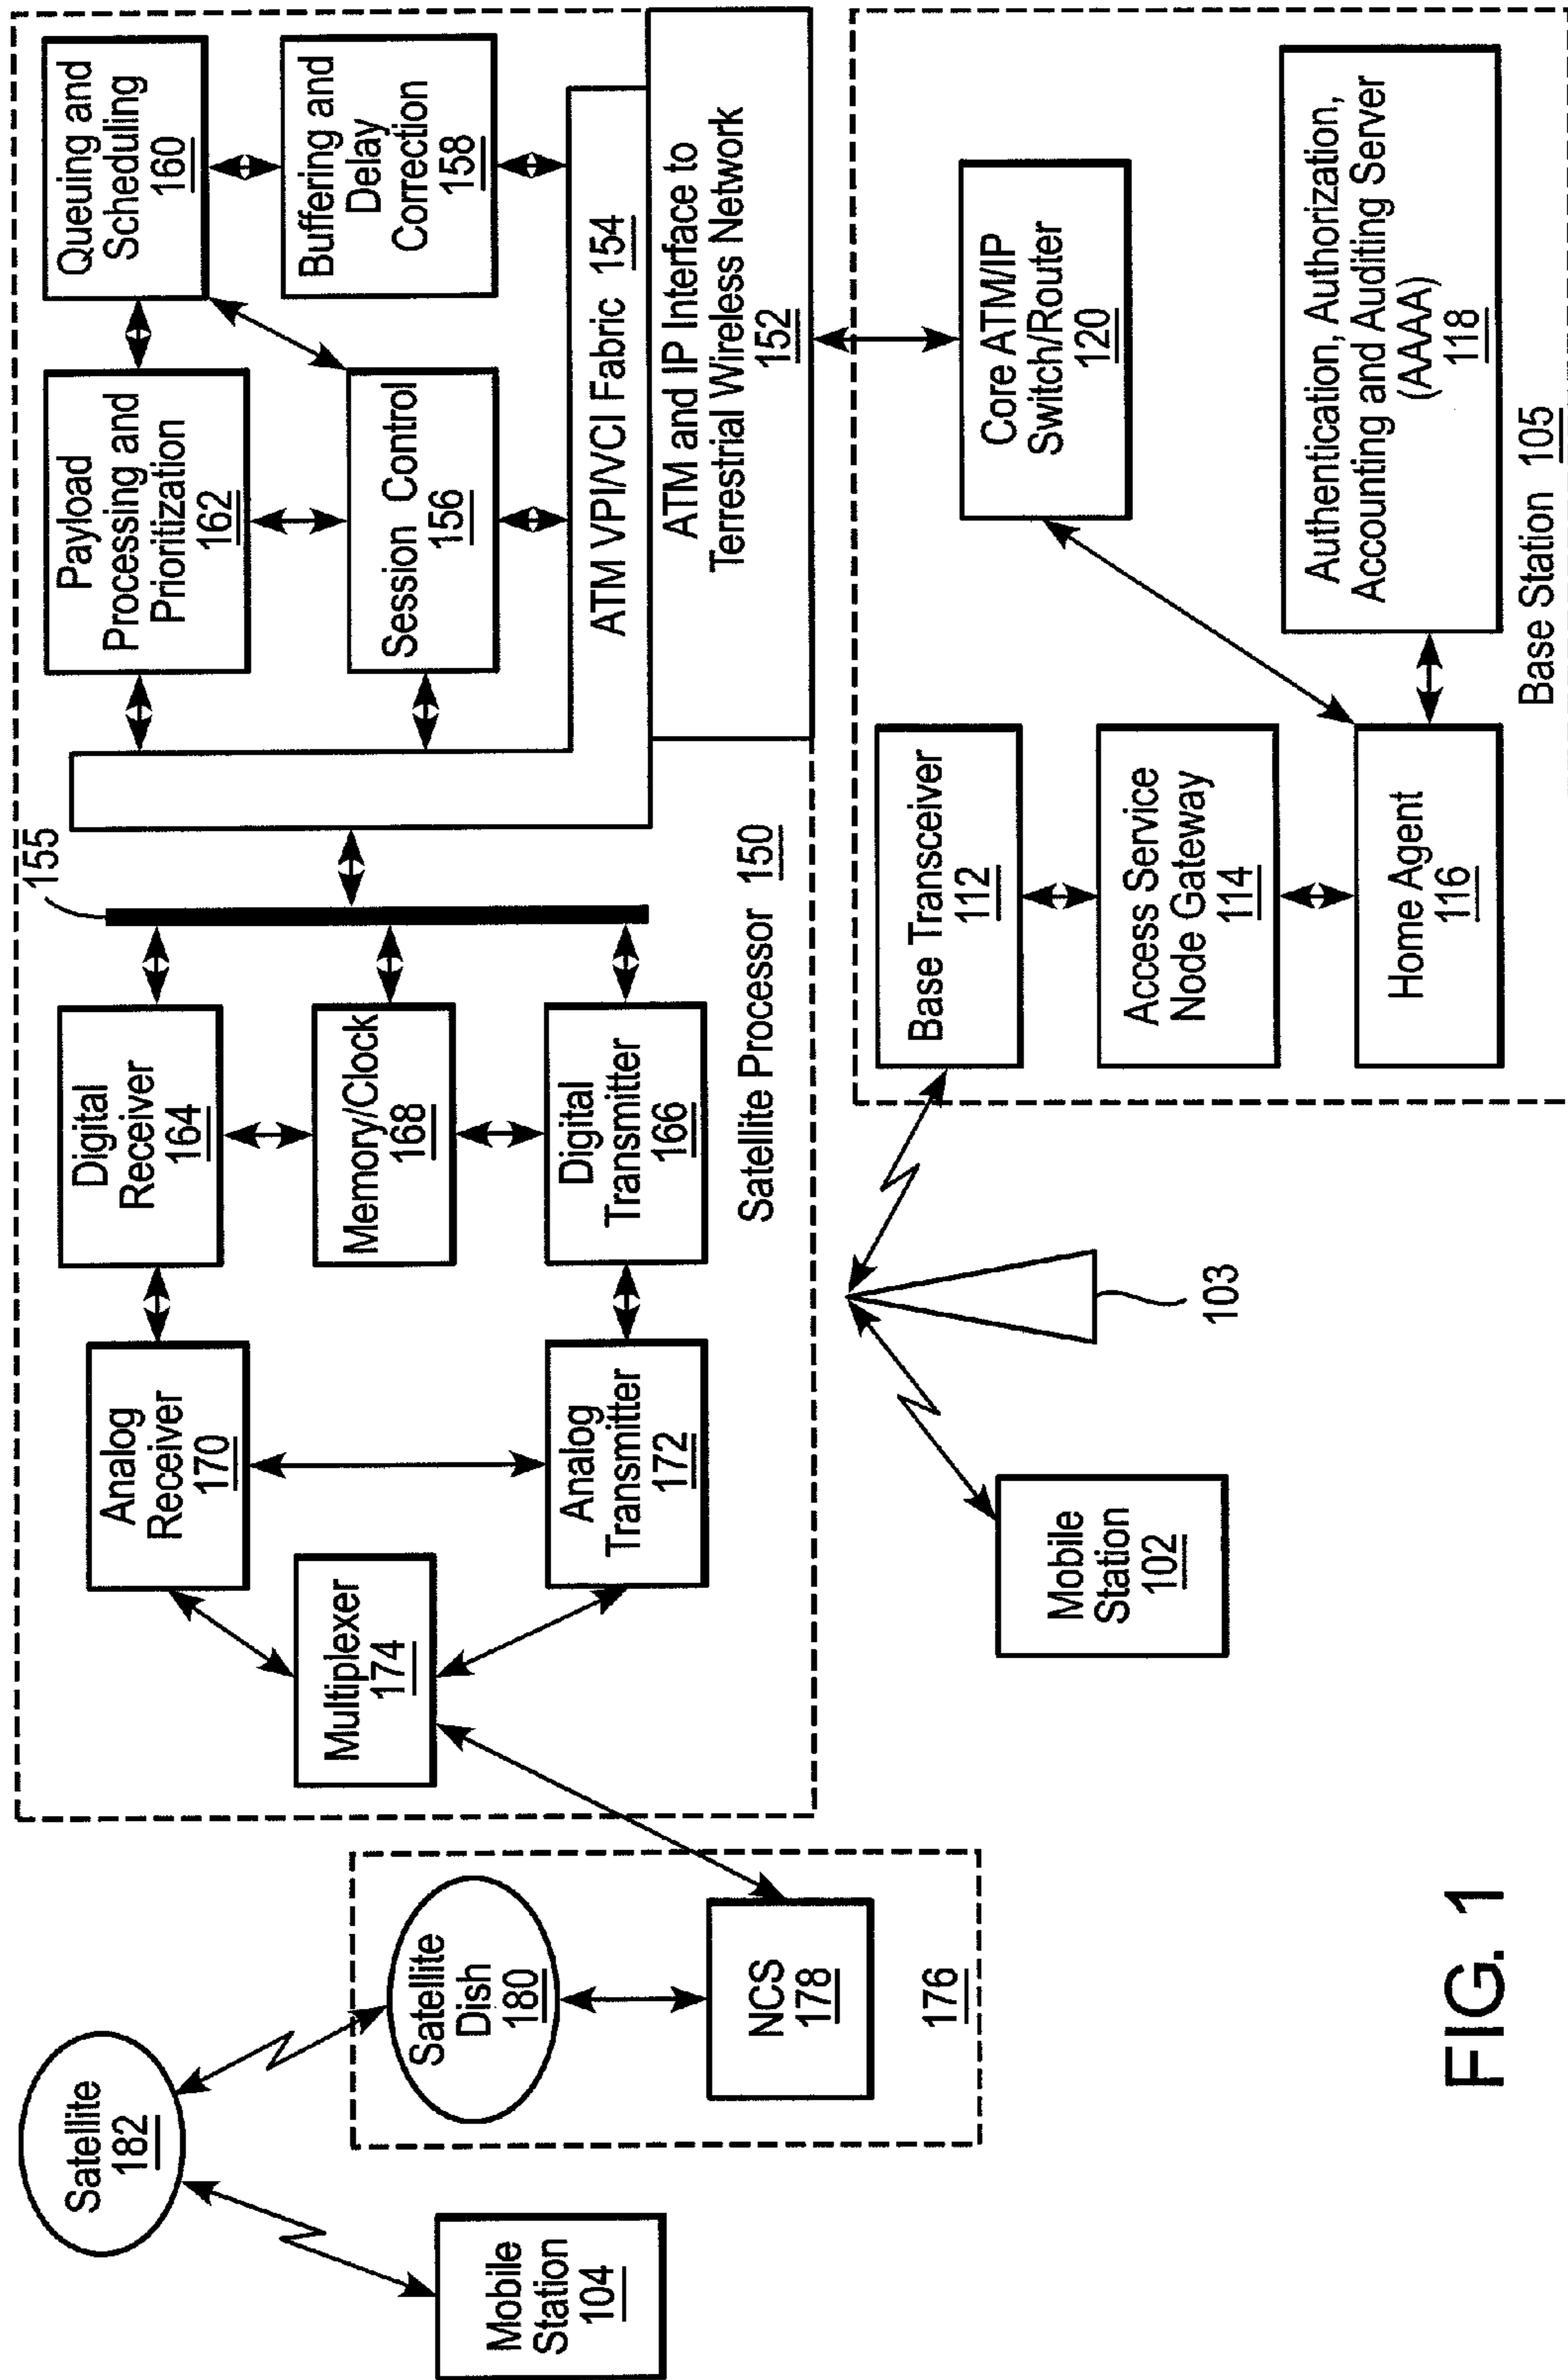 Satellite
182
Mobile
Station
104
Satellite
Dish
180
NCS
178
176
Multiplexer
174
Analog
Receiver
170
Analog
Transmitter
172
Digital
Receiver
164
Memory/Clock
168
Digital
Transmitter
166
155
Satellite Processor 150
Payload
Processing and
Prioritization
162
Session Control
156
Queuing and
Scheduling
160
Buffering and
Delay
Correction
158
ATM VPI/VCI Fabric 154
ATM and IP Interface to
Terrestrial Wireless Network
152
Mobile
Station
102
103
Base Transceiver
112
Access Service
Node Gateway
114
Home Agent
116
Core ATM/IP
Switch/Router
120
Authentication, Authorization,
Accounting and Auditing Server
(AAAA)
118
Base Station 105
FIG. 1